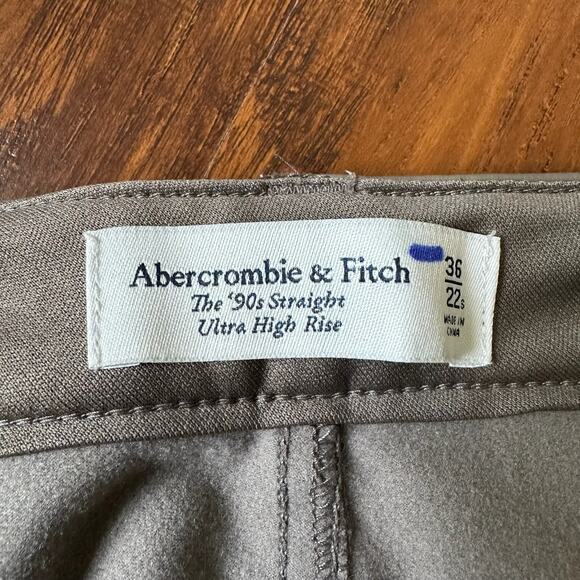 Abercrombie & Fitch
The '90s Straight
Ultra High Rise
36
22s
MADE IN
CHINA